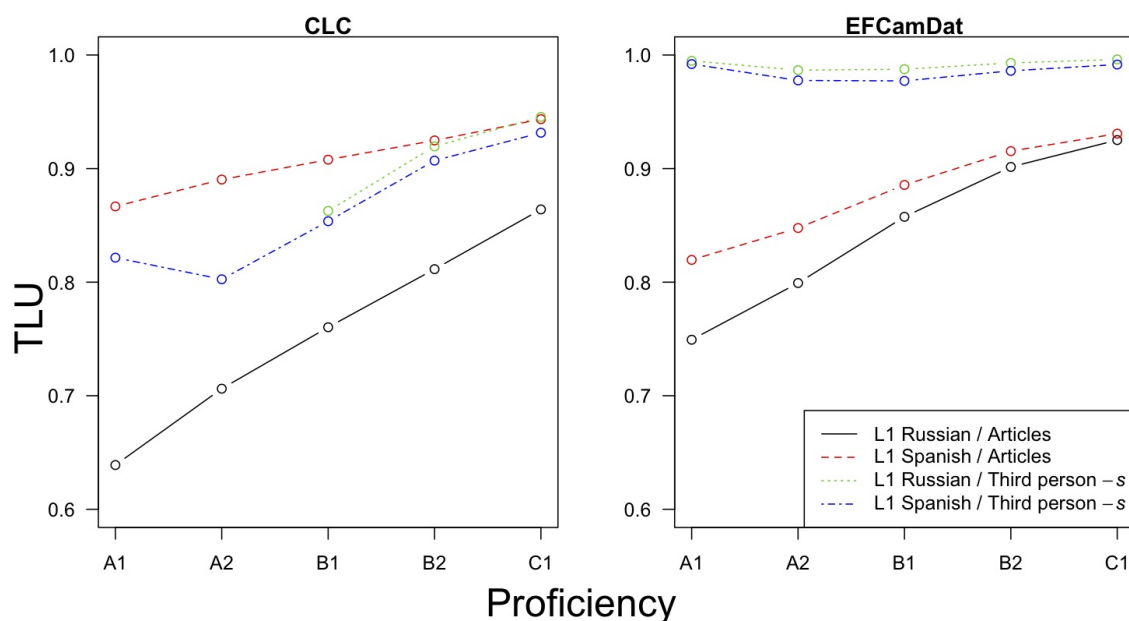 CLC
EFCamDat
TLU
1.0
0.9
0.8
0.7
0.6
A1
A2
B1
B2
C1
1.0
0.9
0.8
0.7
0.6
A1
A2
B1
B2
C1
L1 Russian / Articles
L1 Spanish / Articles
L1 Russian / Third person −s
L1 Spanish / Third person −s
Proficiency